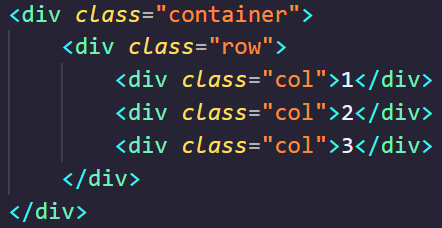 <div class="container">
    <div class="row">
        <div class="col">1</div>
        <div class="col">2</div>
        <div class="col">3</div>
    </div>
</div>